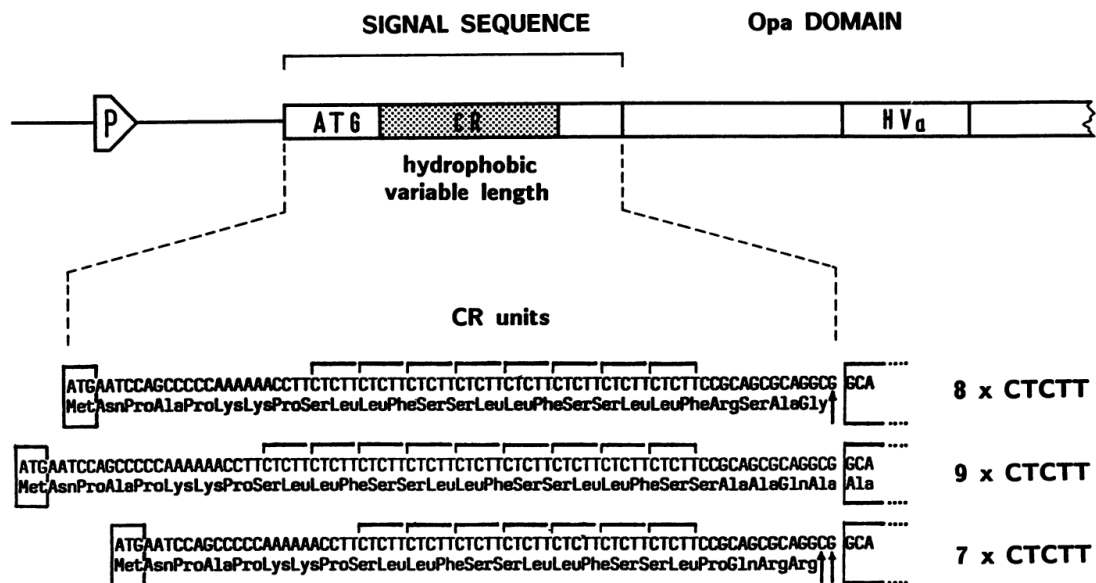 SIGNAL SEQUENCE Opa DOMAIN
P ATG CR HVa
hydrophobic
variable length
CR units
ATGAATCCAGCCCCCAAAAAACCTTCTCTTCTCTTCTCTTCTCTTCTCTTCTCTTCTCTTCTCTTCCGCAGCGCAGGCG GCA .... 8 x CTCTT
MetAsnProAlaProLysLysProSerLeuLeuPheSerSerLeuLeuPheSerSerLeuLeuPheArgSerAlaGly ....
ATGAATCCAGCCCCCAAAAAACCTTCTCTTCTCTTCTCTTCTCTTCTCTTCTCTTCTCTTCTCTTCTCTTCCGCAGCGCAGGCG GCA .... 9 x CTCTT
MetAsnProAlaProLysLysProSerLeuLeuPheSerSerLeuLeuPheSerSerLeuLeuPheSerSerAlaAlaGlnAla Ala ....
ATGAATCCAGCCCCCAAAAAACCTTCTCTTCTCTTCTCTTCTCTTCTCTTCTCTTCTCTTCCGCAGCGCAGGCG GCA .... 7 x CTCTT
MetAsnProAlaProLysLysProSerLeuLeuPheSerSerLeuLeuPheSerSerLeuProGlnArgArg ....